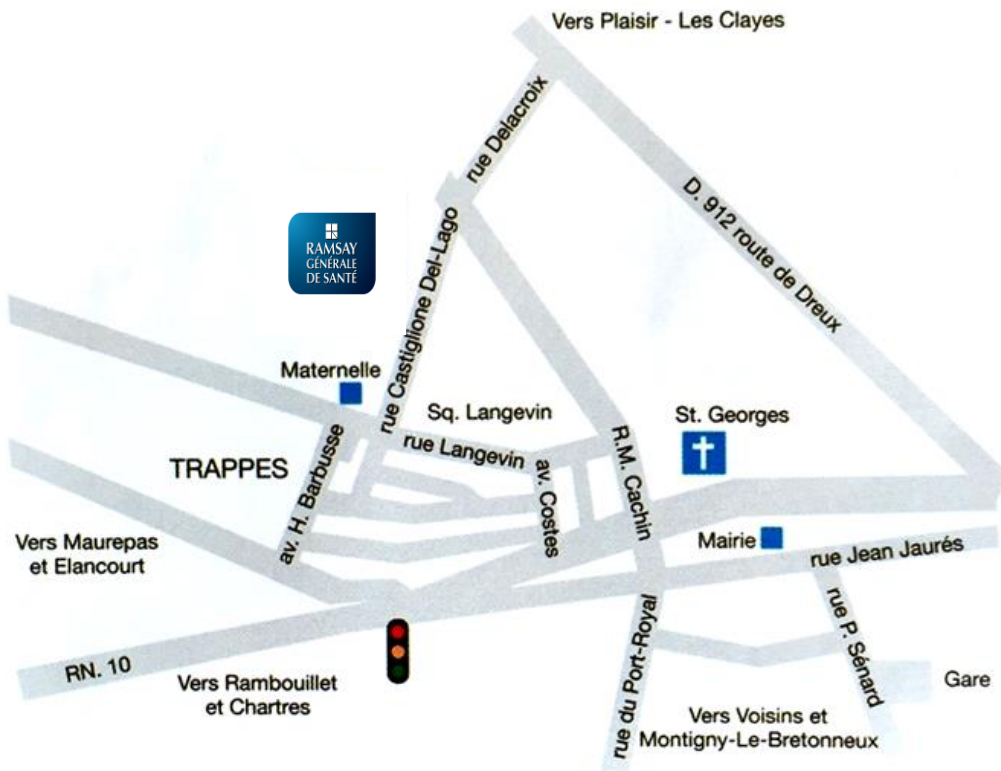 Vers Plaisir - Les Clayes
rue Delacroix
D. 912 route de Dreux
RAMSAY
GÉNÉRALE
DE SANTÉ
rue Castiglione Del-Lago
Maternelle
Sq. Langevin
St. Georges
rue Langevin
R.M. Cachin
TRAPPES
av. H. Barbusse
av. Costes
Vers Maurepas
et Elancourt
Mairie
rue Jean Jaurés
RN. 10
Vers Rambouillet
et Chartres
rue du Port-Royal
rue P. Sénard
Gare
Vers Voisins et
Montigny-Le-Bretonneux